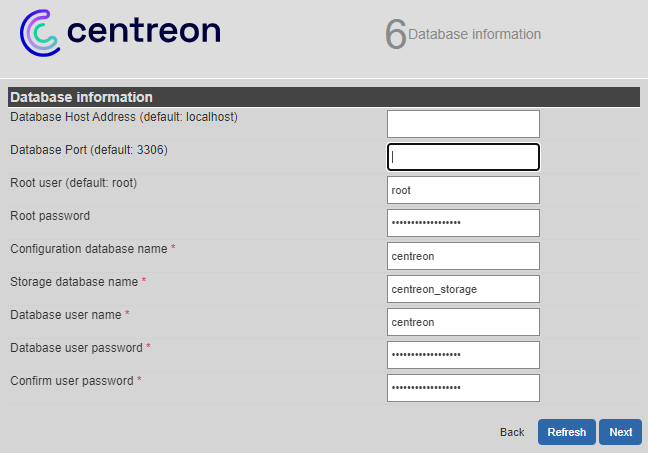 centreon
6 Database information
Database information
Database Host Address (default: localhost)
Database Port (default: 3306)
Root user (default: root)
root
Root password
••••••••••••••••••
Configuration database name *
centreon
Storage database name *
centreon_storage
Database user name *
centreon
Database user password *
••••••••••••••••••
Confirm user password *
••••••••••••••••••
Back Refresh Next